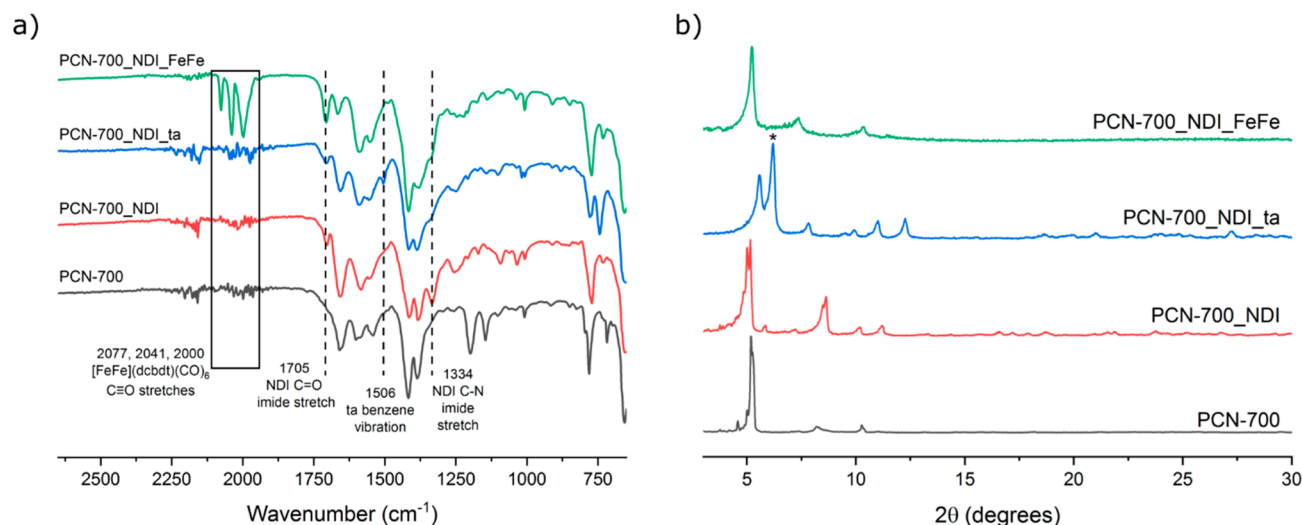 a)
PCN-700_NDI_FeFe
PCN-700_NDI_ta
PCN-700_NDI
PCN-700
2077, 2041, 2000
[FeFe](dcbdt)(CO)₆
C≡O stretches
1705
NDI C=O
imide stretch
1506
ta benzene
vibration
1334
NDI C-N
imide
stretch
2500 2250 2000 1750 1500 1250 1000 750
Wavenumber (cm⁻¹)
b)
PCN-700_NDI_FeFe
*
PCN-700_NDI_ta
PCN-700_NDI
PCN-700
5 10 15 20 25 30
2θ (degrees)